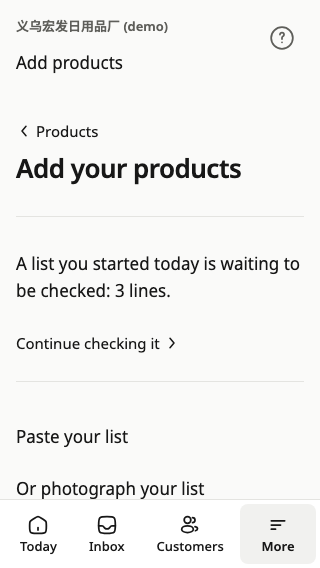 义乌宏发日用品厂 (demo)
Add products
Products
Add your products
A list you started today is waiting to
be checked: 3 lines.
Continue checking it
Paste your list
Or photograph your list
Today
Inbox
Customers
More